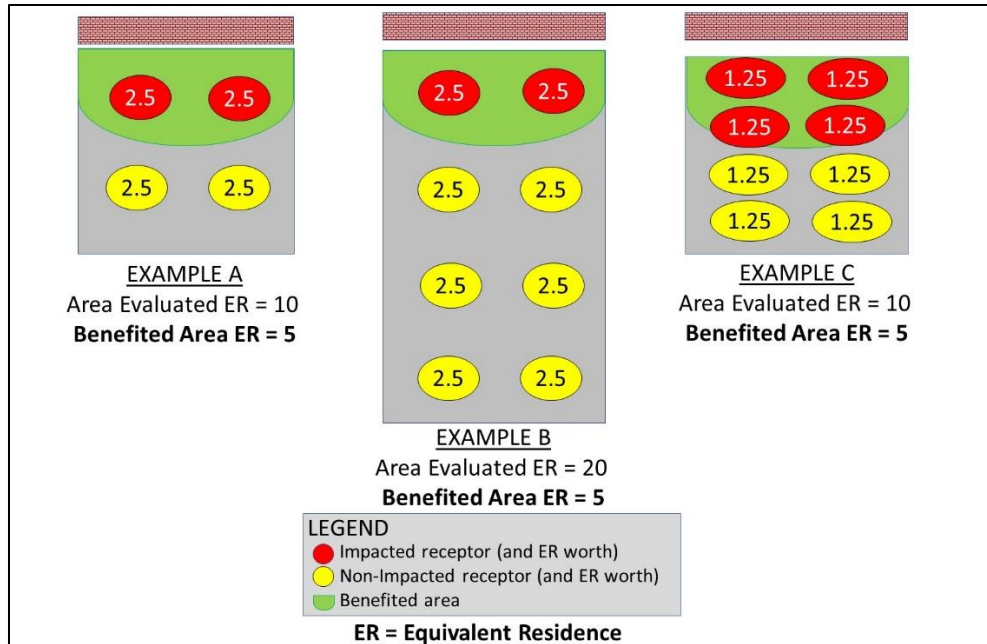 2.5 2.5
2.5 2.5
EXAMPLE A
Area Evaluated ER = 10
Benefited Area ER = 5
2.5 2.5
2.5 2.5
2.5 2.5
2.5 2.5
EXAMPLE B
Area Evaluated ER = 20
Benefited Area ER = 5
1.25 1.25
1.25 1.25
1.25 1.25
1.25 1.25
EXAMPLE C
Area Evaluated ER = 10
Benefited Area ER = 5
LEGEND
Impacted receptor (and ER worth)
Non-Impacted receptor (and ER worth)
Benefited area
ER = Equivalent Residence